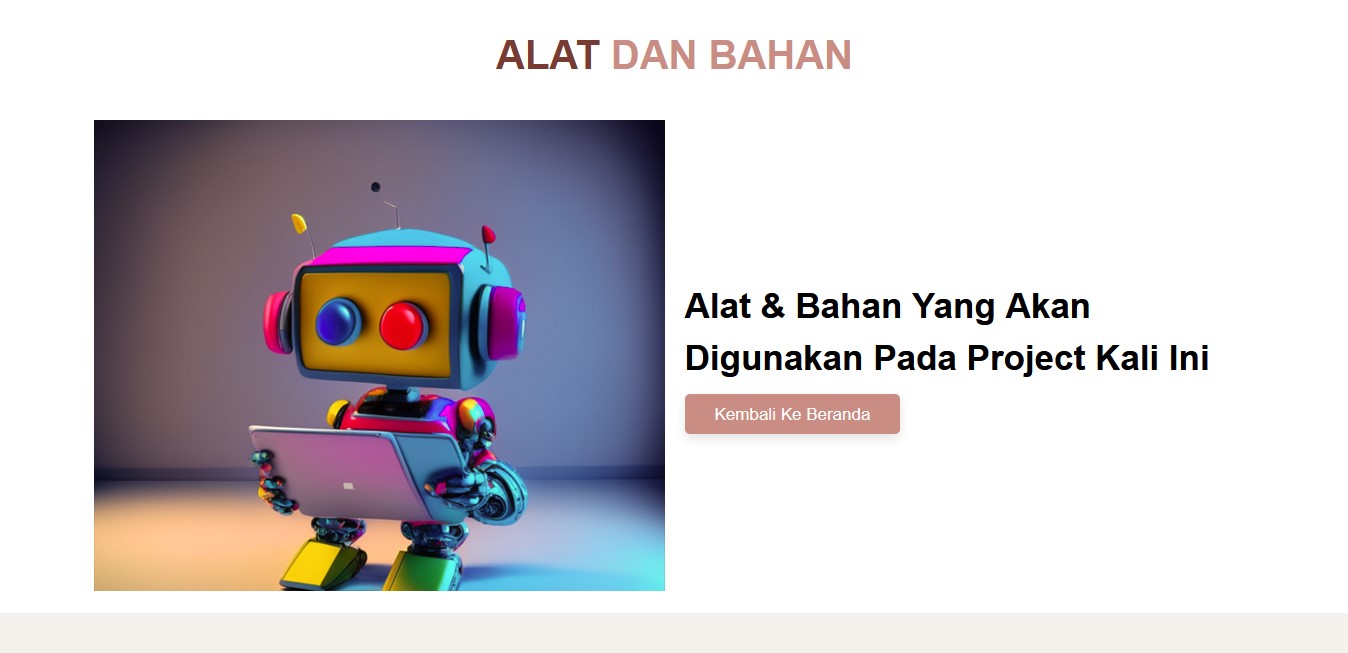 ALAT DAN BAHAN
Alat & Bahan Yang Akan
Digunakan Pada Project Kali Ini
Kembali Ke Beranda